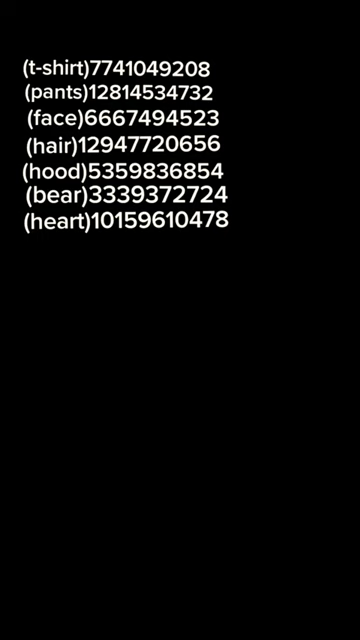 (t-shirt)7741049208
(pants)12814534732
(face)6667494523
(hair)12947720656
(hood)5359836854
(bear)3339372724
(heart)10159610478